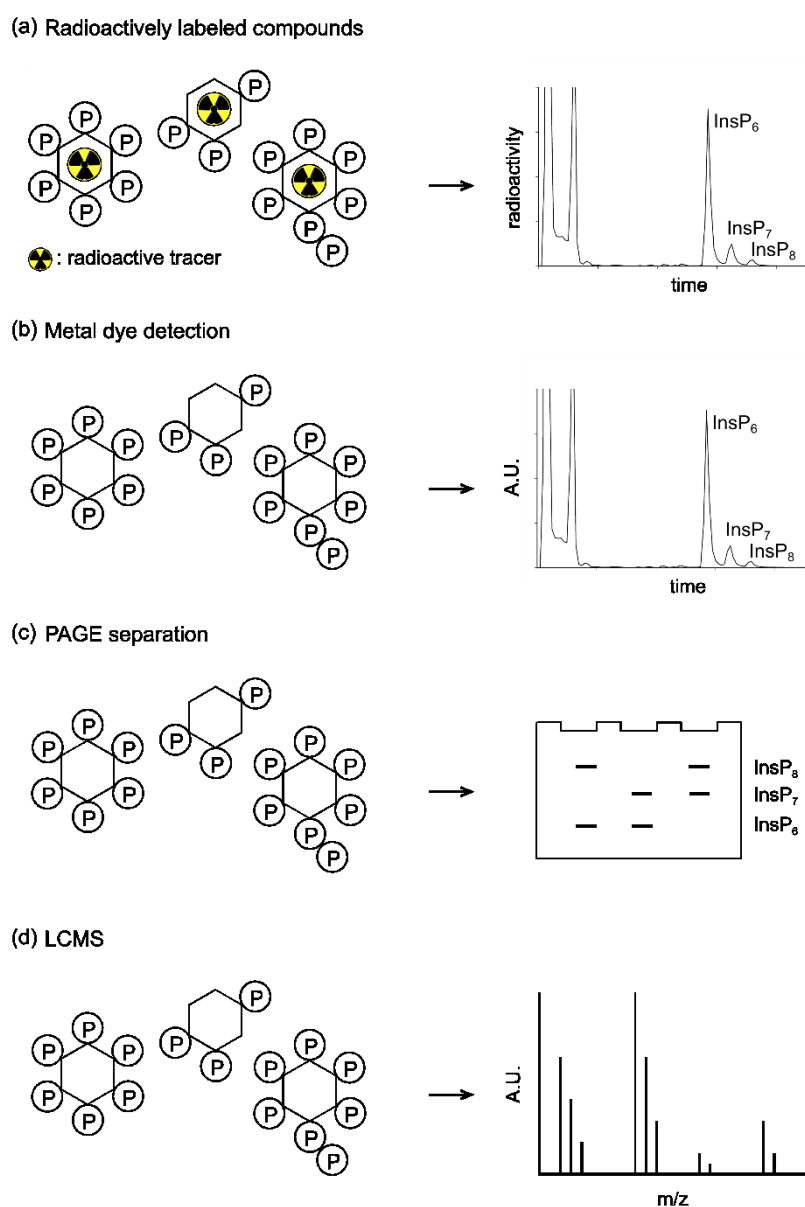 (a) Radioactively labeled compounds
P
P P
P P
P
P
P P
P
P P
P P
P
P
: radioactive tracer
radioactivity
InsP₆
InsP₇
InsP₈
time
(b) Metal dye detection
P
P P
P P
P
P
P P
P
P P
P P
P
P
A.U.
InsP₆
InsP₇
InsP₈
time
(c) PAGE separation
P
P P
P P
P
P
P P
P
P P
P P
P
P
InsP₈
InsP₇
InsP₆
(d) LCMS
P
P P
P P
P
P
P P
P
P P
P P
P
P
A.U.
m/z